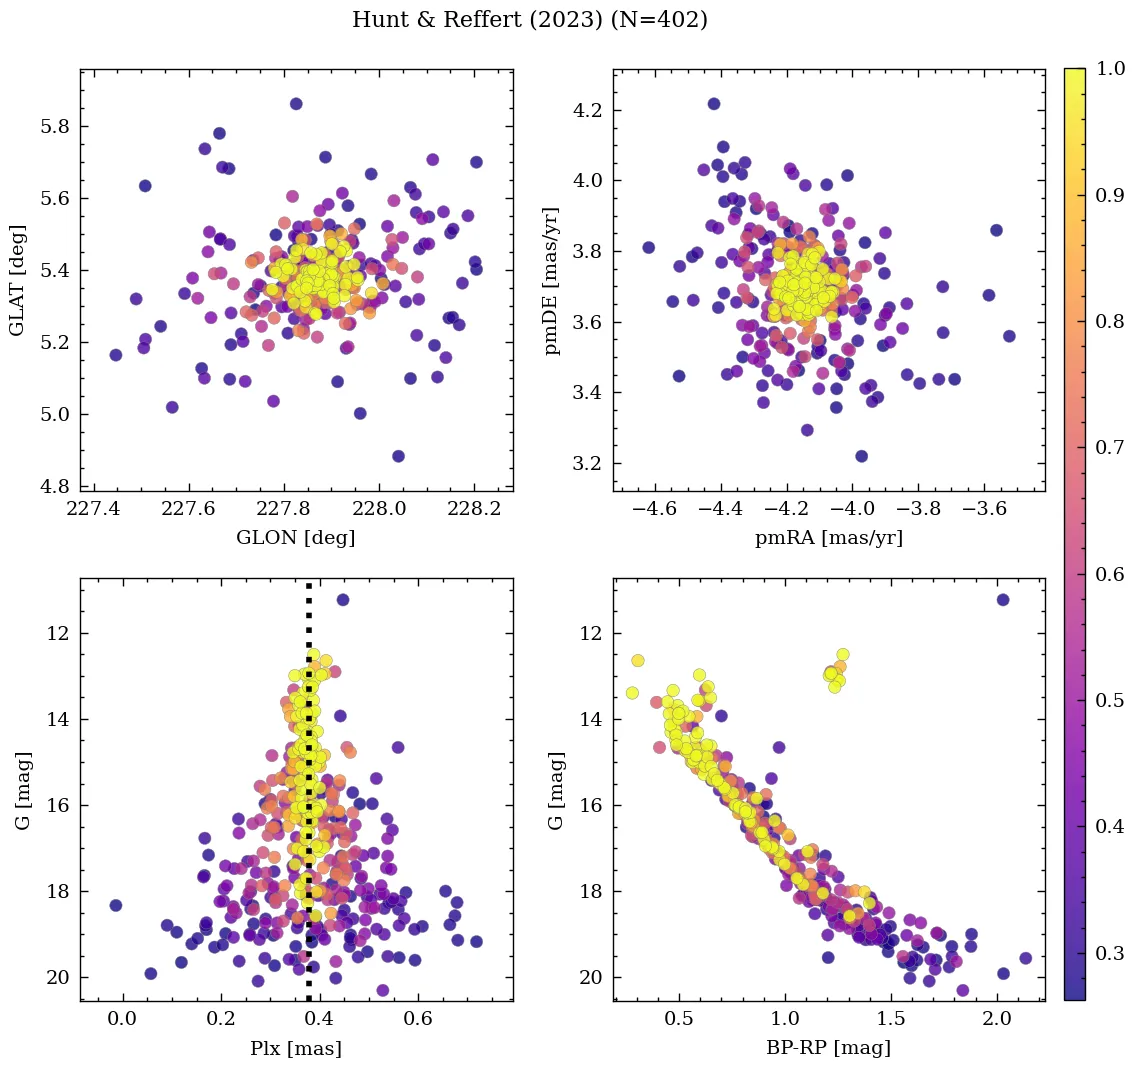 Hunt & Reffert (2023) (N=402)
5.8
5.6
5.4
5.2
5.0
4.8
GLAT [deg]
227.4 227.6 227.8 228.0 228.2
GLON [deg]
4.2
4.0
3.8
3.6
3.4
3.2
pmDE [mas/yr]
−4.6 −4.4 −4.2 −4.0 −3.8 −3.6
pmRA [mas/yr]
12
14
16
18
20
G [mag]
0.0 0.2 0.4 0.6
Plx [mas]
12
14
16
18
20
G [mag]
0.5 1.0 1.5 2.0
BP-RP [mag]
1.0
0.9
0.8
0.7
0.6
0.5
0.4
0.3